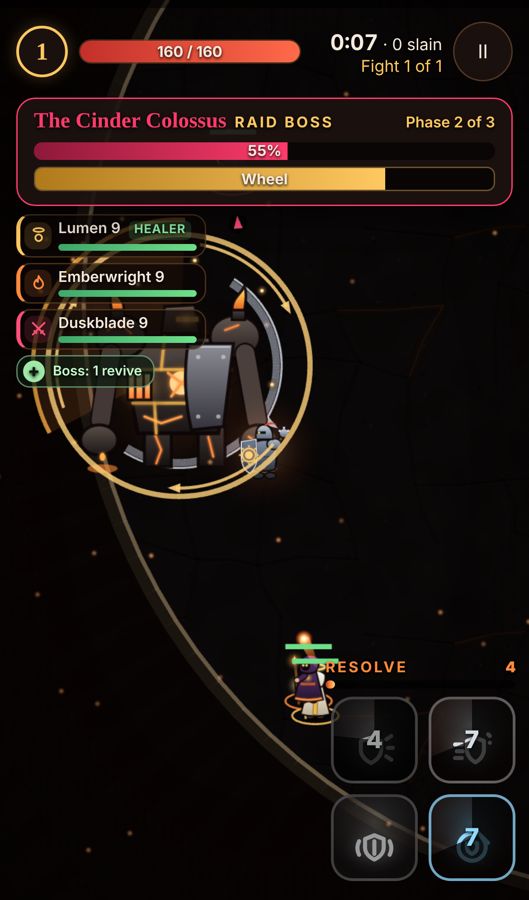 1
160 / 160
0:07 · 0 slain
Fight 1 of 1
The Cinder Colossus RAID BOSS Phase 2 of 3
55%
Wheel
Lumen 9 HEALER
Emberwright 9
Duskblade 9
Boss: 1 revive
RESOLVE 4
4
7
7